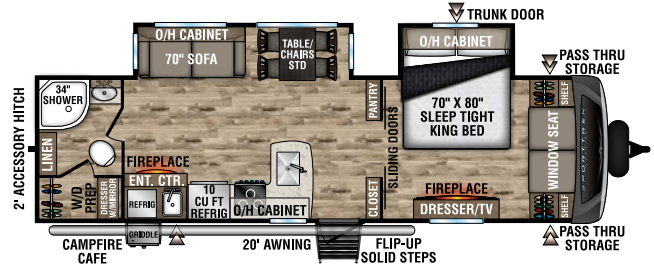 TRUNK DOOR
O/H CABINET
70" SOFA
TABLE/
CHAIRS
STD
O/H CABINET
PASS THRU
STORAGE
34"
SHOWER
PANTRY
SLIDING DOORS
70" X 80"
SLEEP TIGHT
KING BED
SHELF
2' ACCESSORY HITCH
LINEN
WINDOW SEAT
SPORTTREK
FIREPLACE
ENT. CTR.
W/D
PREP
DRESSER
W/MIRROR
REFRIG
10
CU FT
REFRIG
O/H CABINET
CLOSET
FIREPLACE
DRESSER/TV
SHELF
GRIDDLE
CAMPFIRE
CAFE
20' AWNING
FLIP-UP
SOLID STEPS
PASS THRU
STORAGE